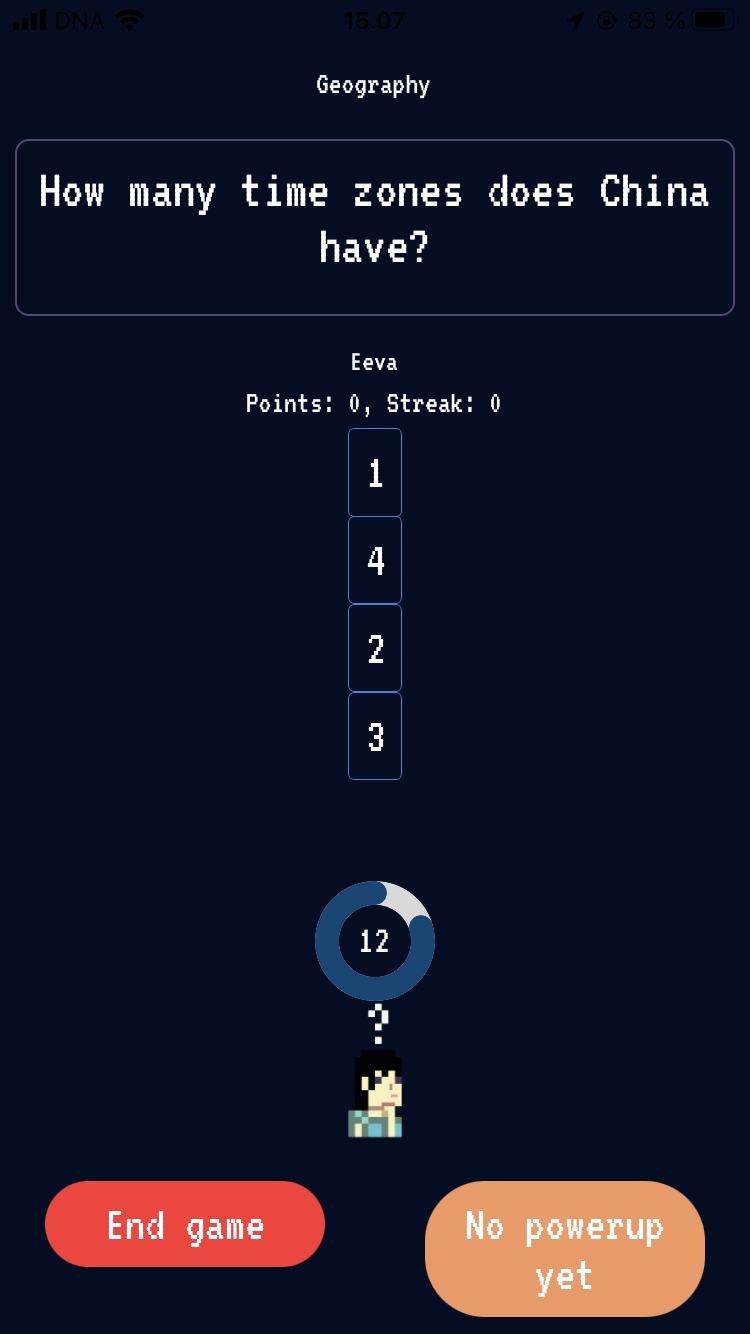 DNA 15.07 83 %
Geography
How many time zones does China
have?
Eeva
Points: 0, Streak: 0
1
4
2
3
12
?
End game
No powerup
yet